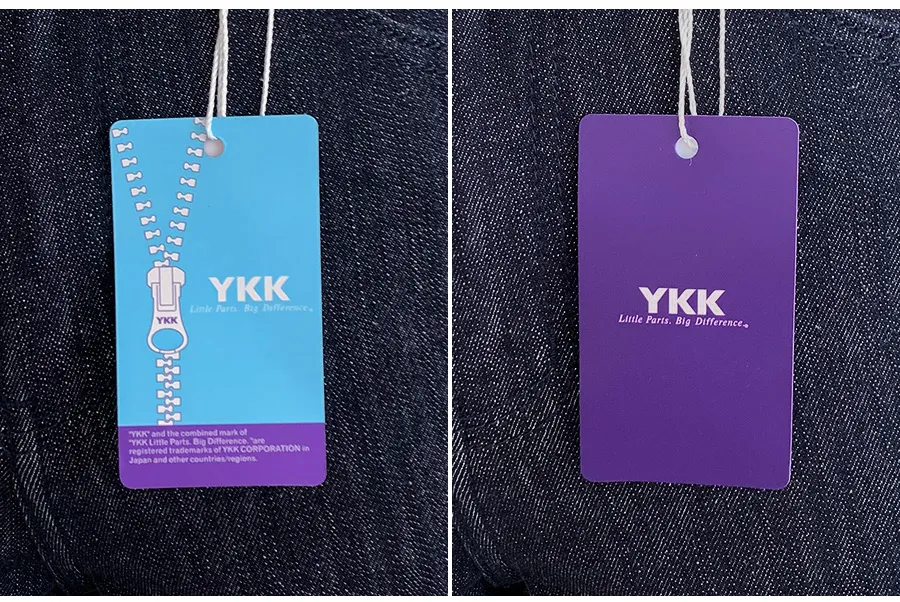 YKK
Little Parts. Big Difference.
YKK
"YKK" and the combined mark of
"YKK Little Parts. Big Difference. "are
registered trademarks of YKK CORPORATION in
Japan and other countries/regions.
YKK
Little Parts. Big Difference.